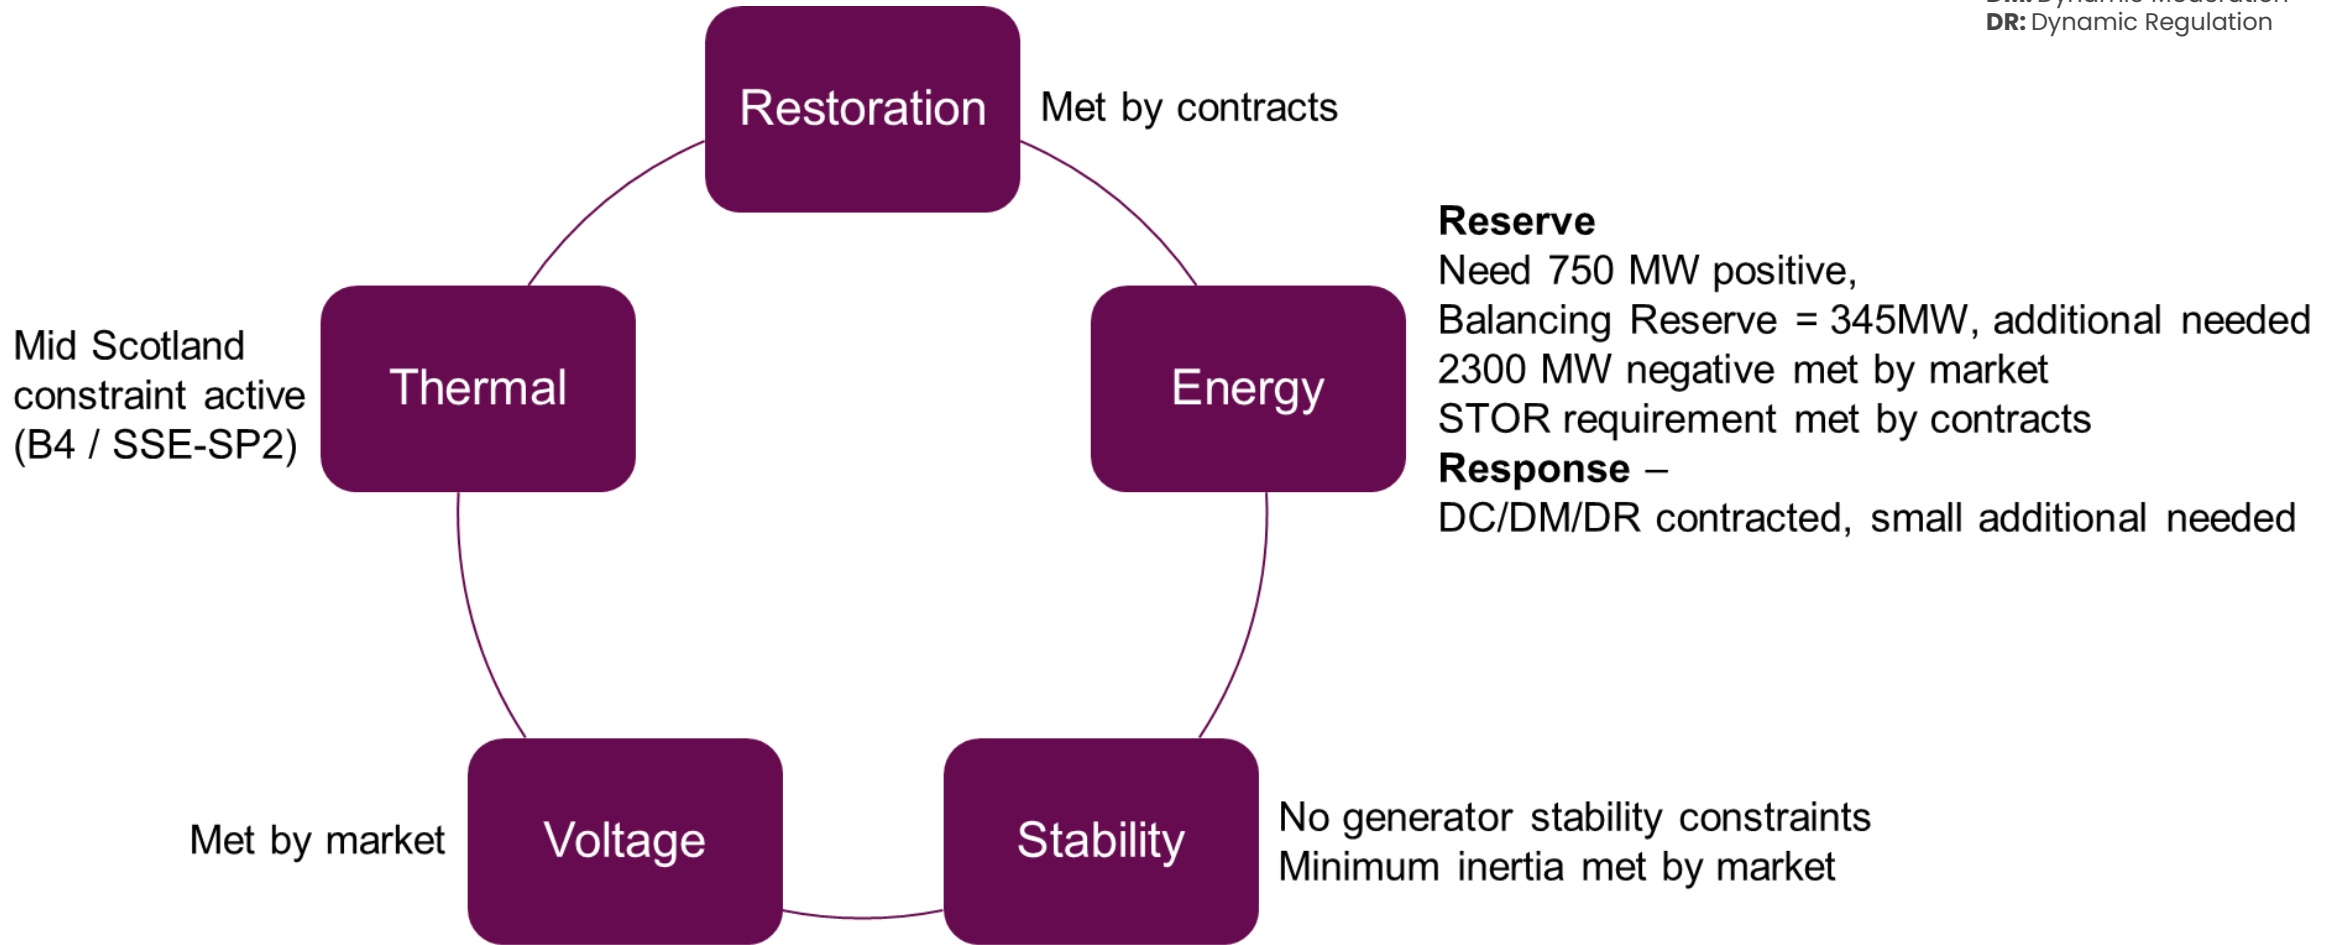 DM: Dynamic Moderation
DR: Dynamic Regulation
Restoration
Met by contracts
Reserve
Need 750 MW positive,
Balancing Reserve = 345MW, additional needed
2300 MW negative met by market
STOR requirement met by contracts
Response –
DC/DM/DR contracted, small additional needed
Energy
Mid Scotland
constraint active
(B4 / SSE-SP2)
Thermal
Met by market
Voltage
Stability
No generator stability constraints
Minimum inertia met by market